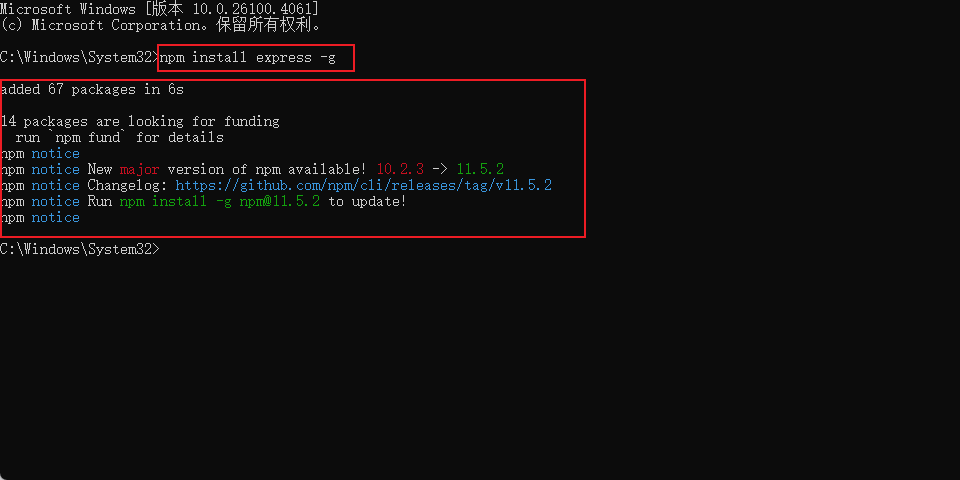 Microsoft Windows [版本 10.0.26100.4061]
(c) Microsoft Corporation。保留所有权利。
C:\Windows\System32>npm install express -g
added 67 packages in 6s
14 packages are looking for funding
run `npm fund` for details
npm notice
npm notice New major version of npm available! 10.2.3 -> 11.5.2
npm notice Changelog: https://github.com/npm/cli/releases/tag/v11.5.2
npm notice Run npm install -g npm@11.5.2 to update!
npm notice
C:\Windows\System32>